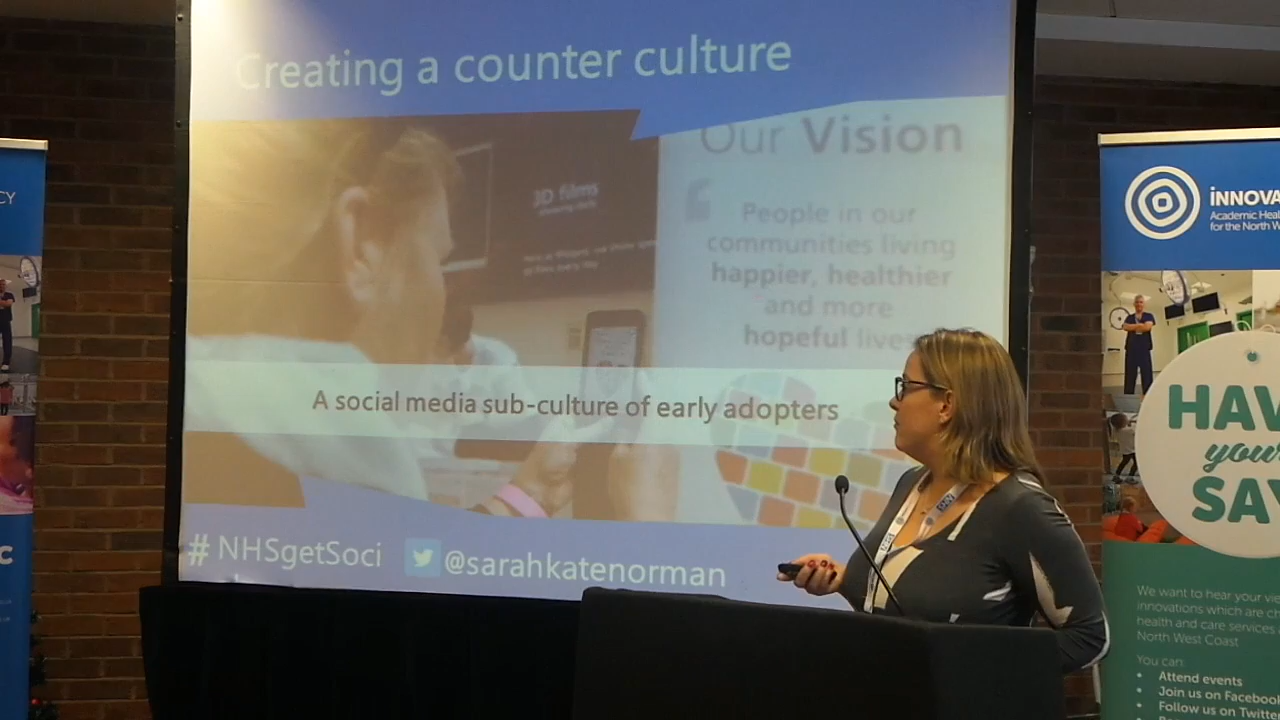 Creating a counter culture
Our Vision
People in our
communities living
happier, healthier
and more
hopeful lives
3D films
A social media sub-culture of early adopters
# NHSgetSoci
@sarahkatenorman
CY
c
iNNOVA
Academic Heal
for the North W
HAV
your
SAY
We want to hear your vie
innovations which are ch
health and care services
North West Coast
You can:
• Attend events
• Join us on Facebook
• Follow us on Twitte